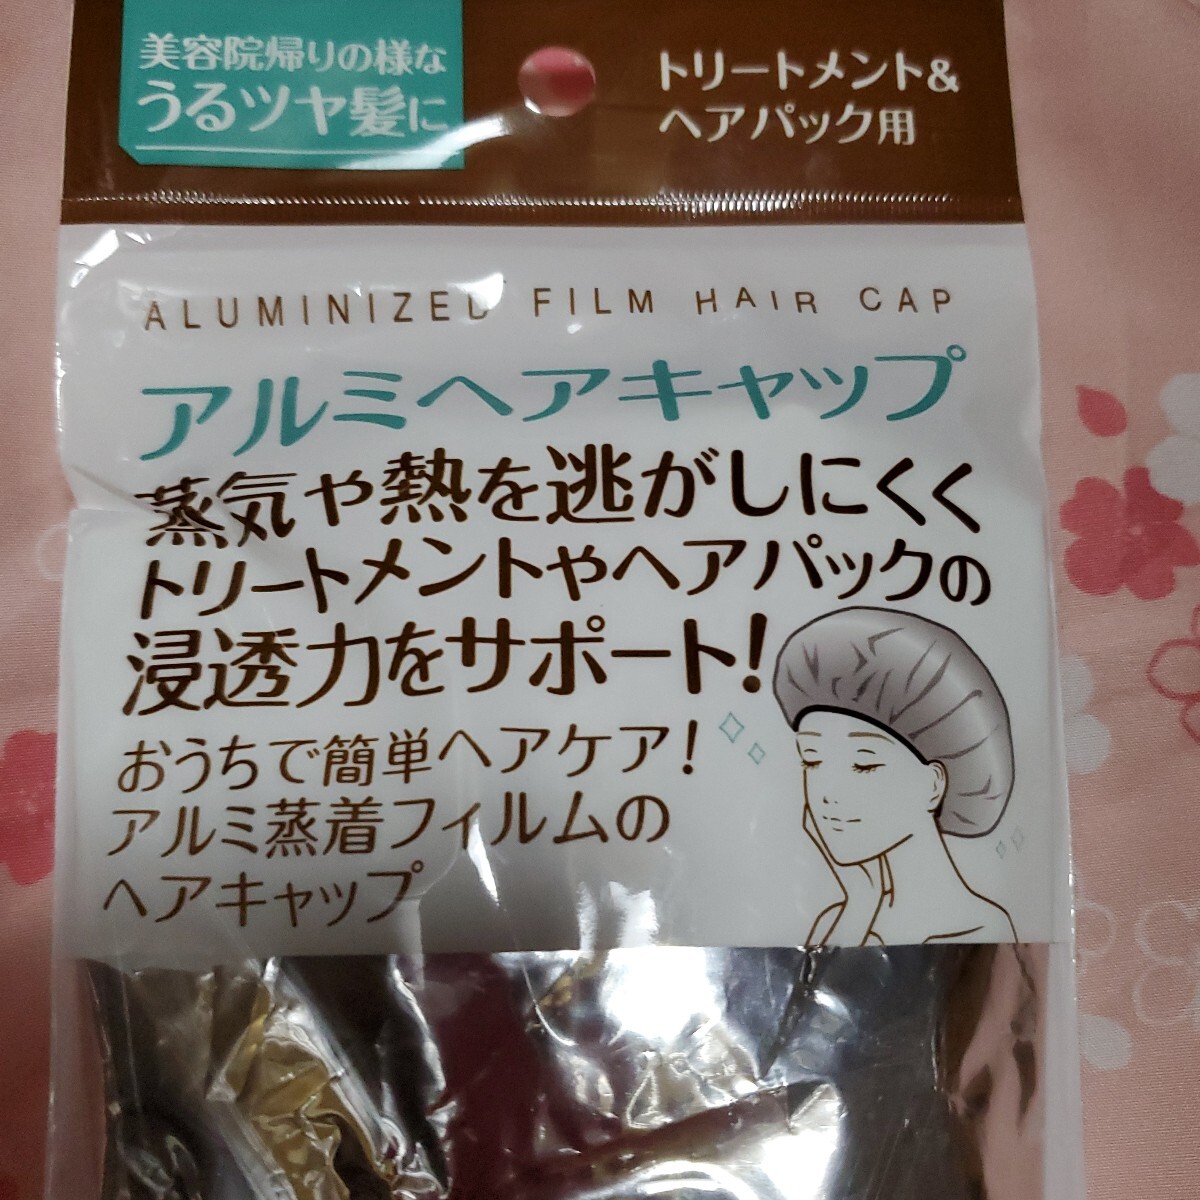 美容院帰りの様な
うるツヤ髪に
トリートメント&
ヘアパック用
ALUMINIZED FILM HAIR CAP
アルミヘアキャップ
蒸気や熱を逃がしにくく
トリートメントやヘアパックの
浸透力をサポート!
おうちで簡単ヘアケア!
アルミ蒸着フィルムの
ヘアキャップ